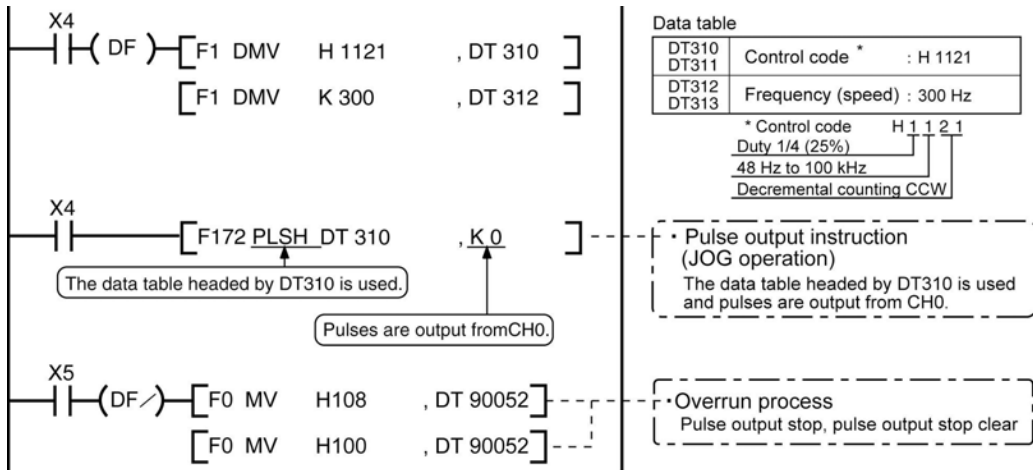 X4
( DF ) F1 DMV H 1121 , DT 310
F1 DMV K 300 , DT 312
X4
F172 PLSH DT 310 , K 0
The data table headed by DT310 is used.
Pulses are output fromCH0.
X5
(DF/) F0 MV H108 , DT 90052
F0 MV H100 , DT 90052
Data table
DT310
DT311
Control code * : H 1121
DT312
DT313
Frequency (speed) : 300 Hz
* Control code H 1 1 2 1
Duty 1/4 (25%)
48 Hz to 100 kHz
Decremental counting CCW
· Pulse output instruction
(JOG operation)
The data table headed by DT310 is used
and pulses are output from CH0.
·Overrun process
Pulse output stop, pulse output stop clear